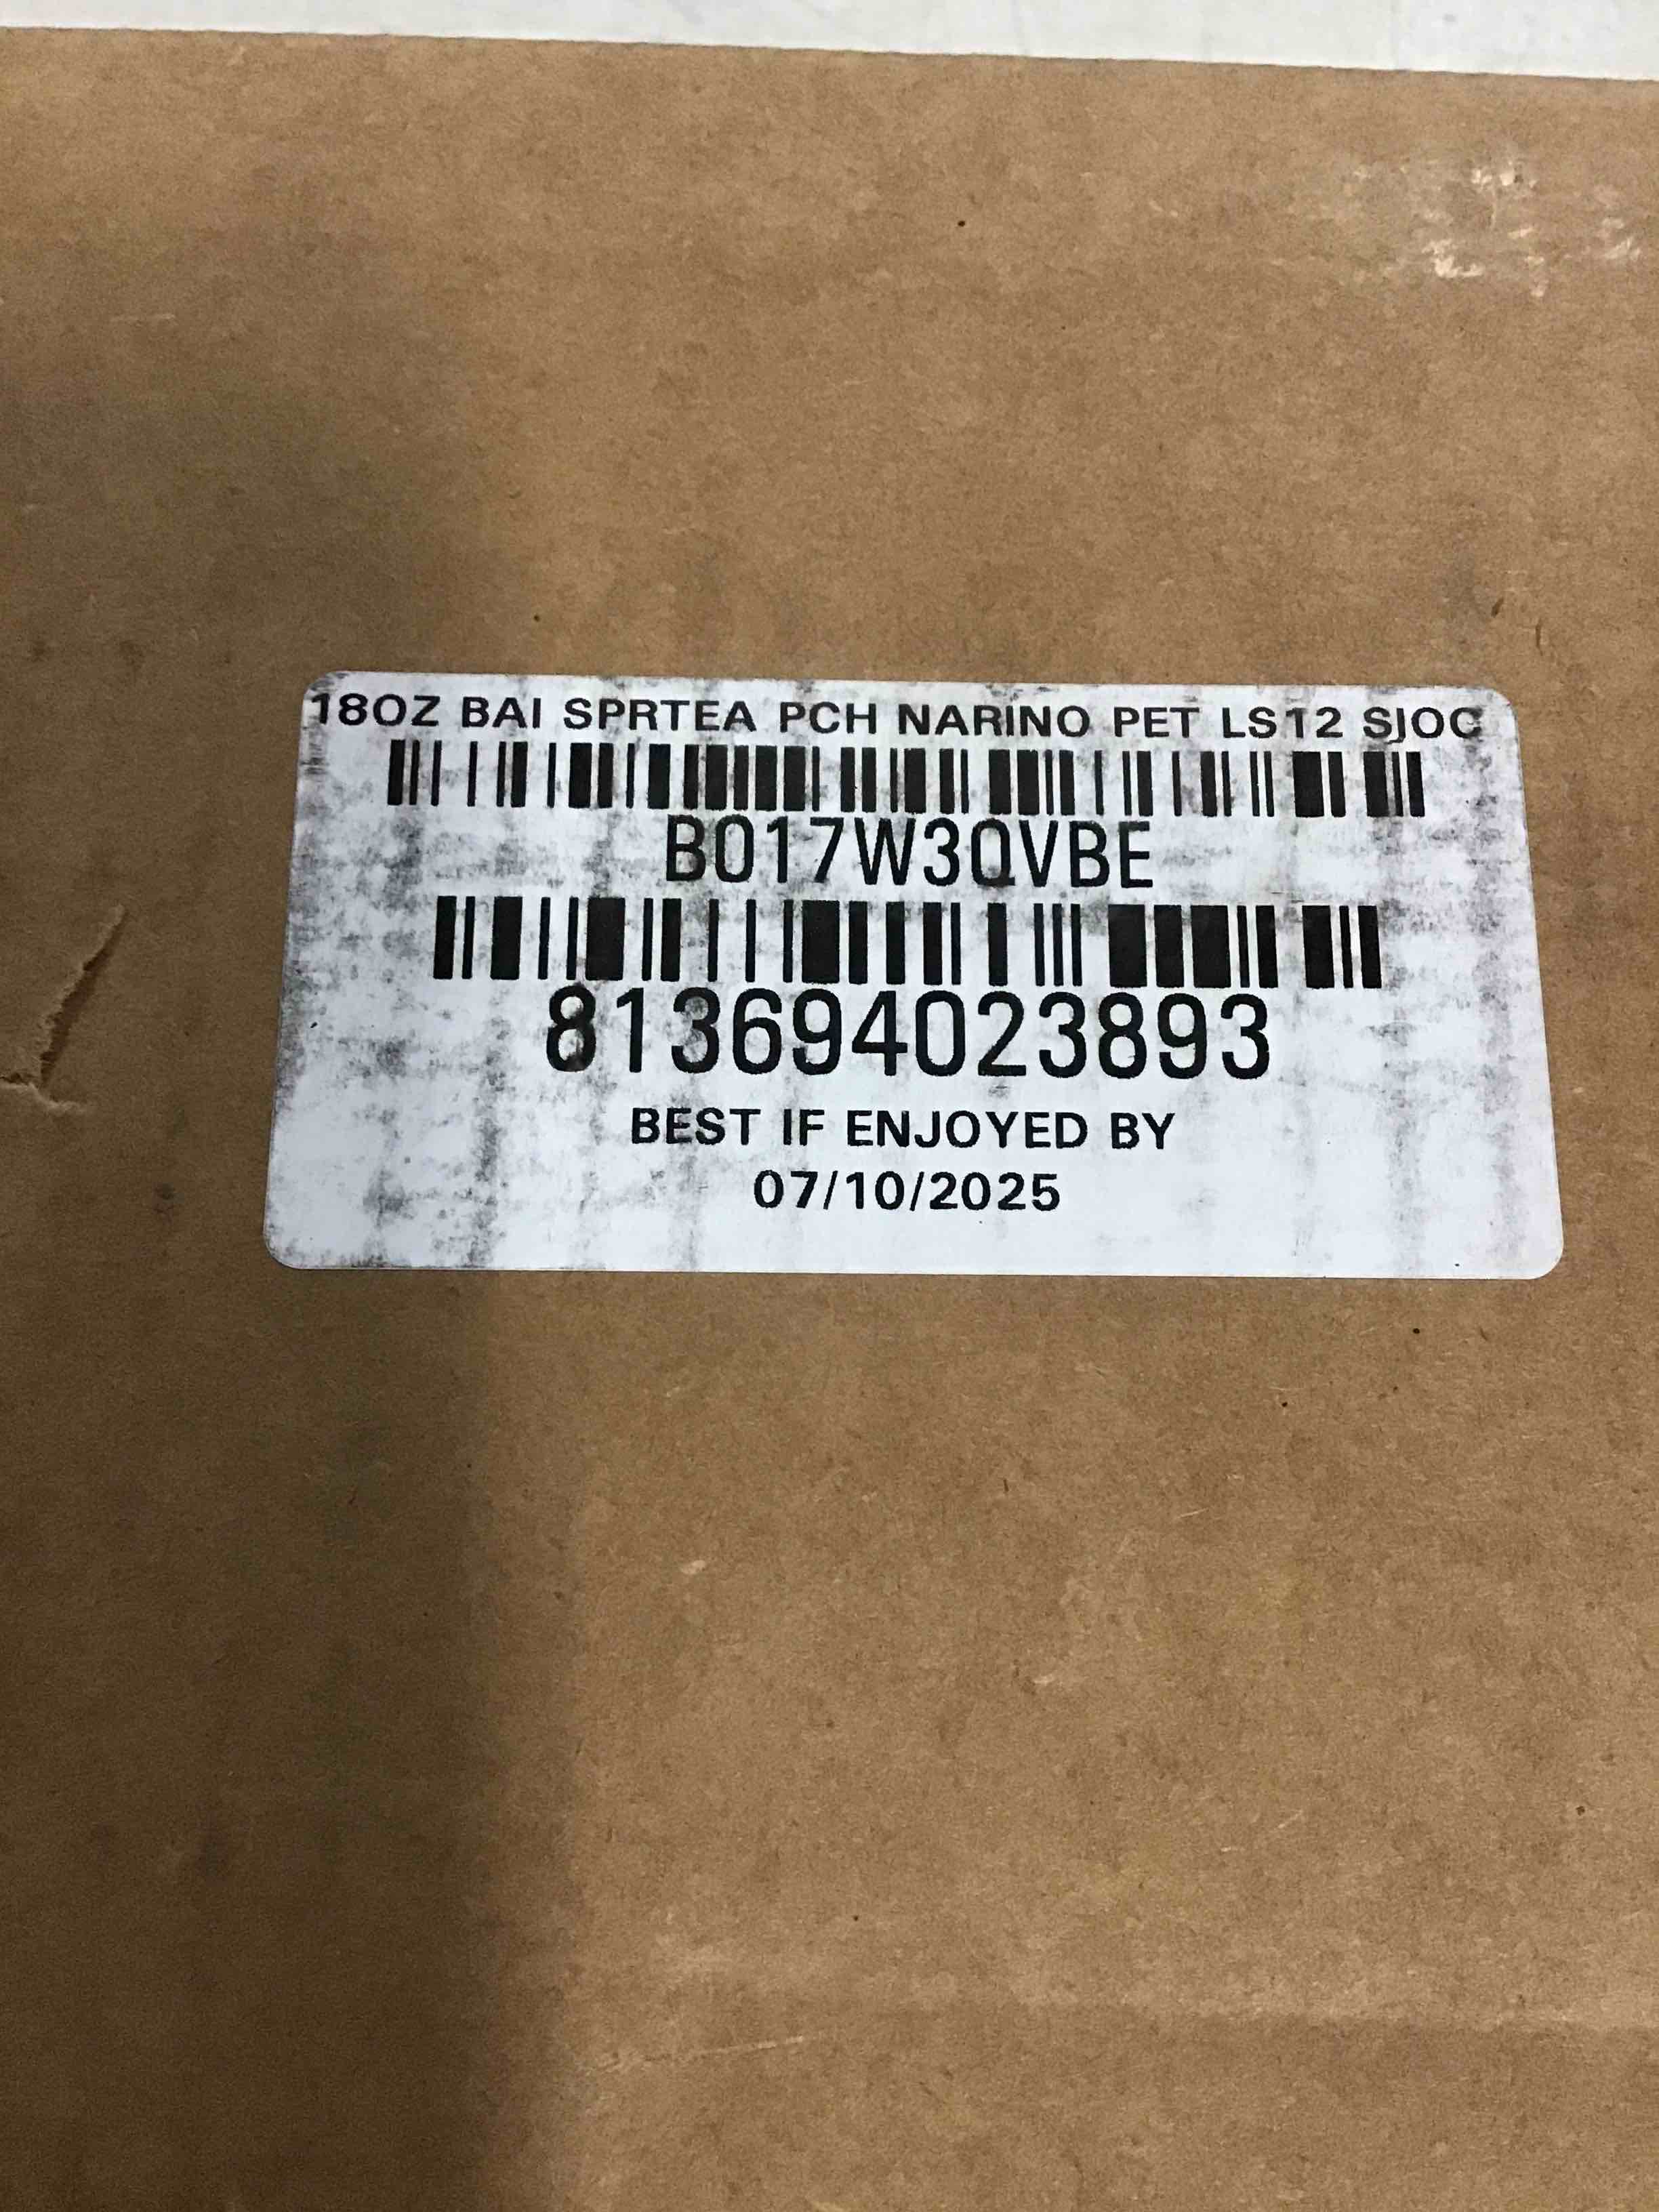 18OZ BAI SPRTEA PCH NARINO PET LS12 SJOC
B017W3QVBE
813694023893
BEST IF ENJOYED BY
07/10/2025